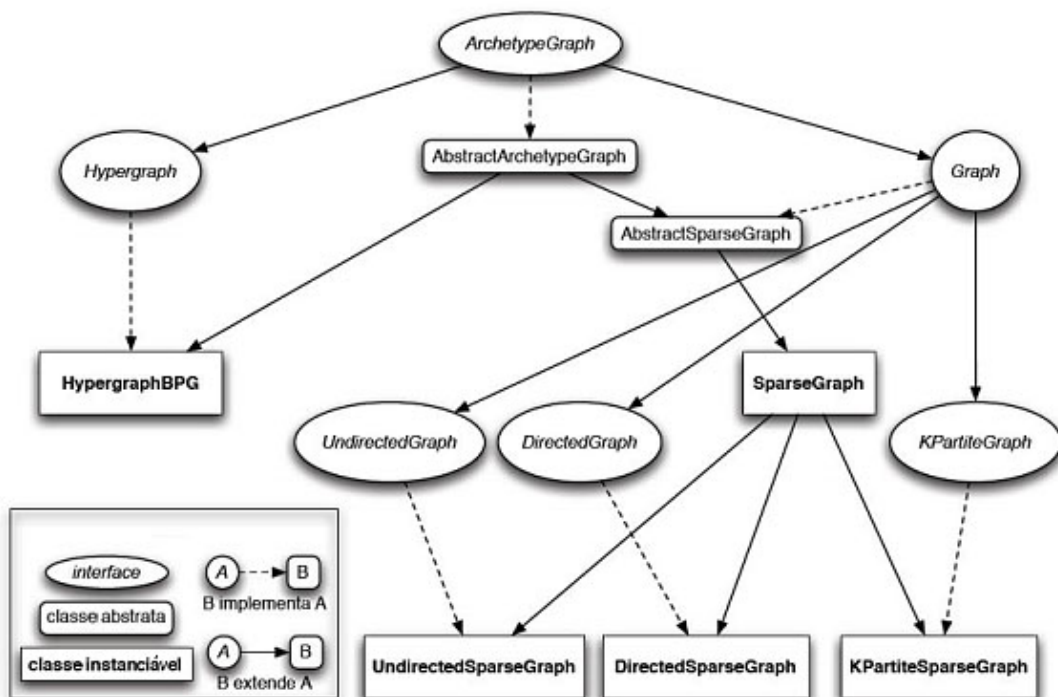 ArchetypeGraph
Hypergraph
AbstractArchetypeGraph
Graph
AbstractSparseGraph
HypergraphBPG
SparseGraph
UndirectedGraph
DirectedGraph
KPartiteGraph
interface
A
B
B implementa A
classe abstrata
A
B
classe instanciável
B extende A
UndirectedSparseGraph
DirectedSparseGraph
KPartiteSparseGraph